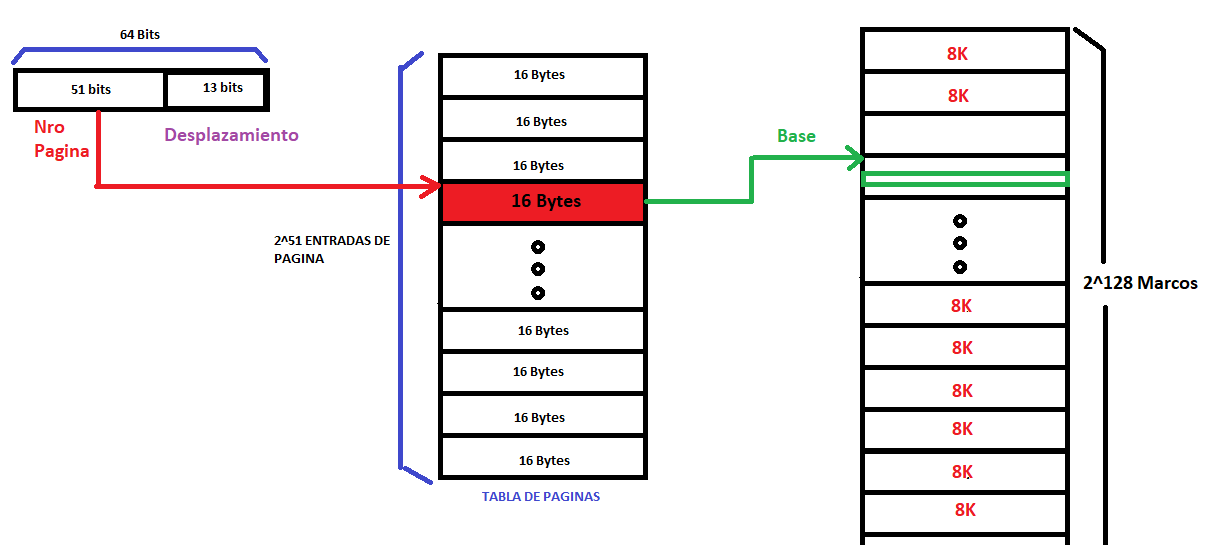 64 Bits
51 bits
13 bits
Nro
Pagina
Desplazamiento
16 Bytes
16 Bytes
16 Bytes
16 Bytes
2^51 ENTRADAS DE
PAGINA
16 Bytes
16 Bytes
16 Bytes
16 Bytes
TABLA DE PAGINAS
Base
8K
8K
8K
8K
8K
8K
8K
8K
2^128 Marcos